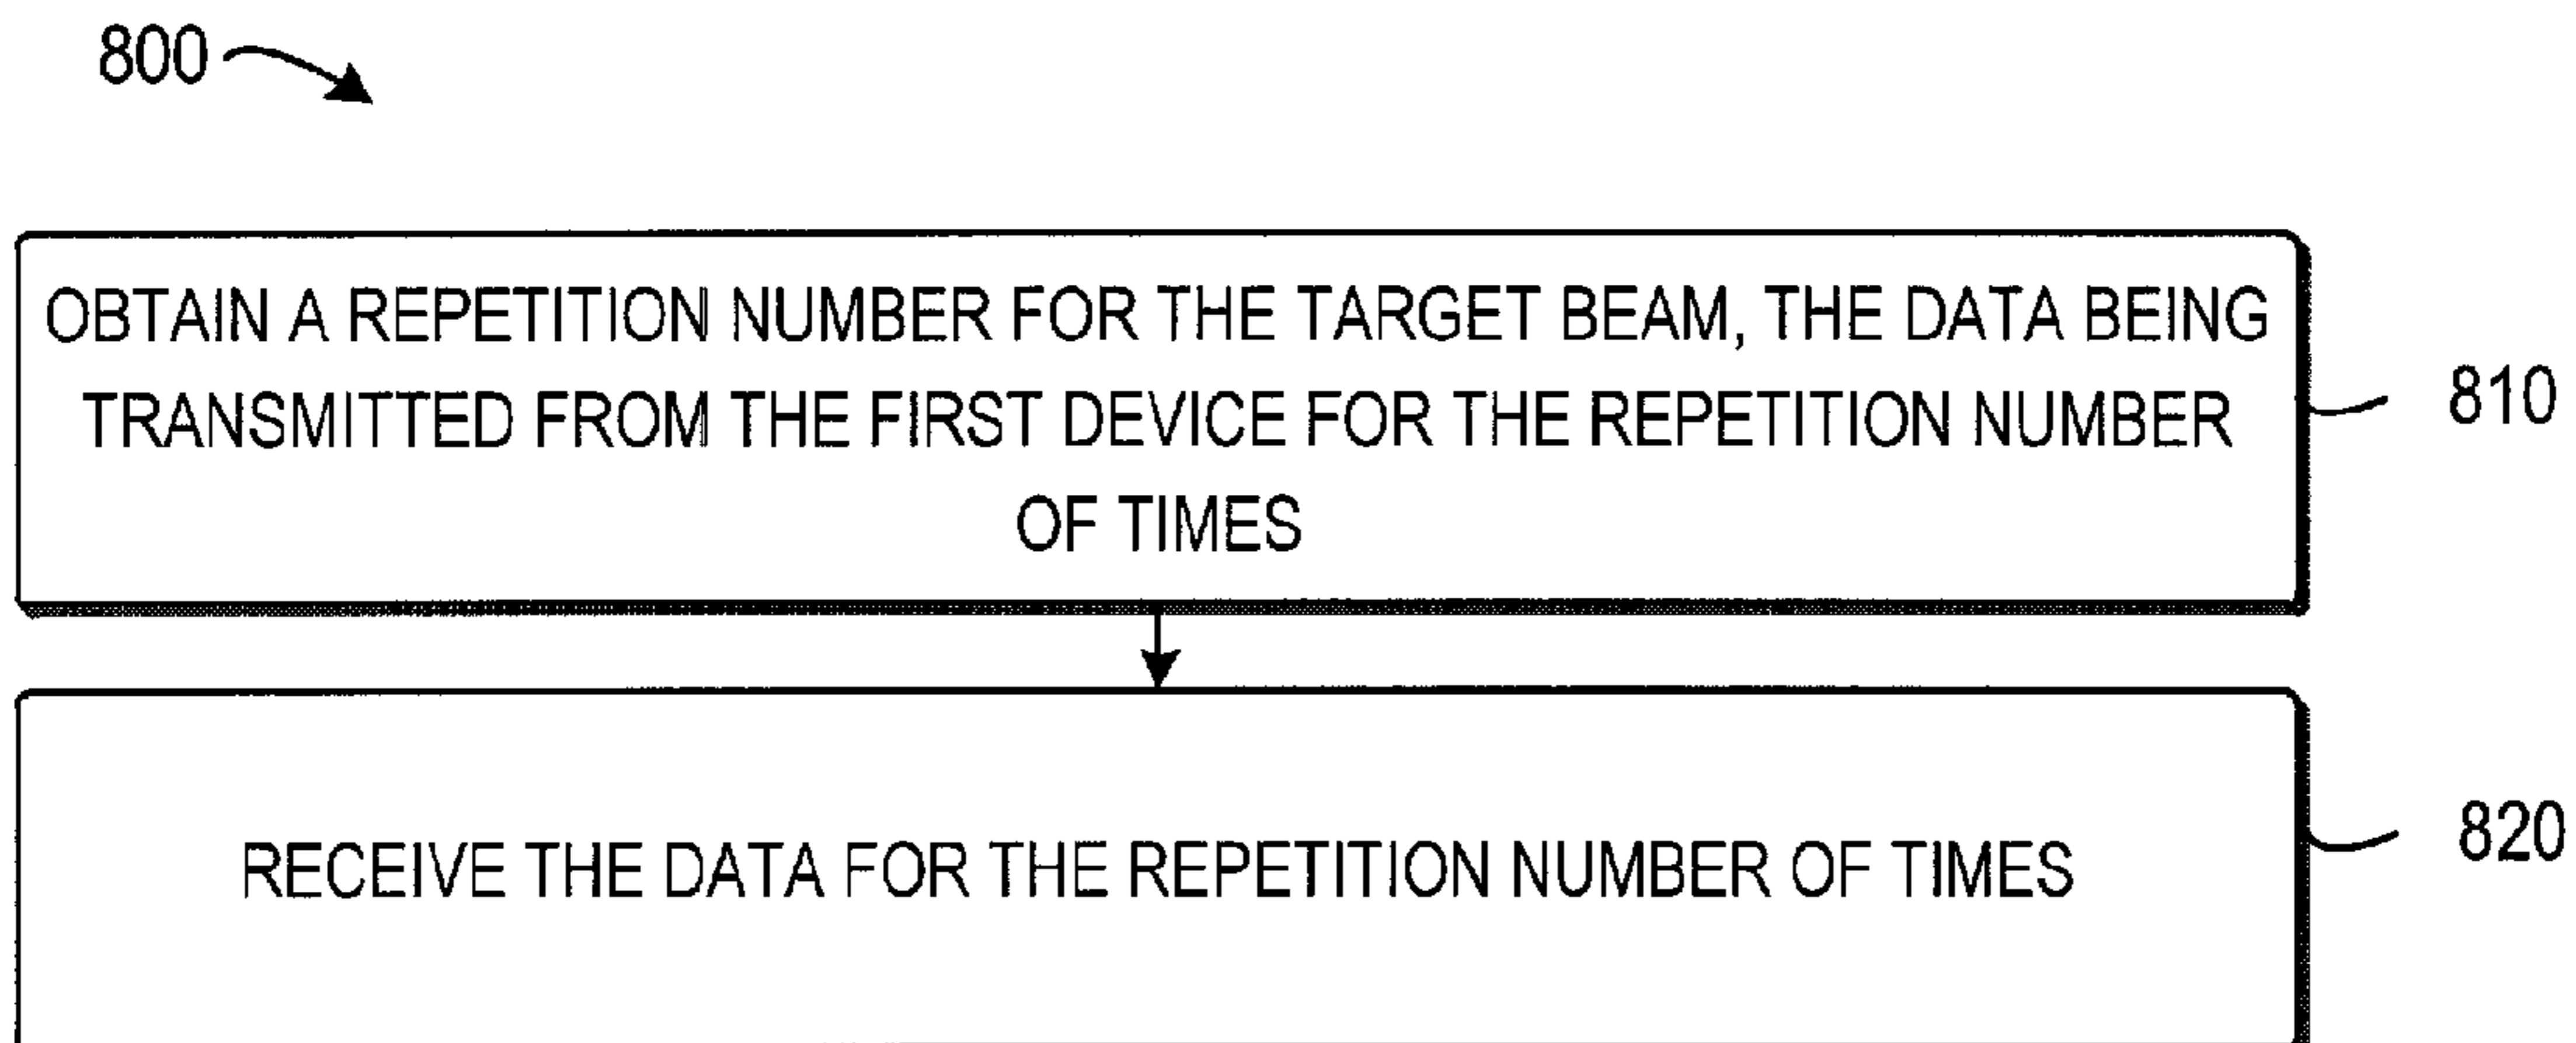 800
OBTAIN A REPETITION NUMBER FOR THE TARGET BEAM, THE DATA BEING
TRANSMITTED FROM THE FIRST DEVICE FOR THE REPETITION NUMBER
OF TIMES
810
RECEIVE THE DATA FOR THE REPETITION NUMBER OF TIMES
820